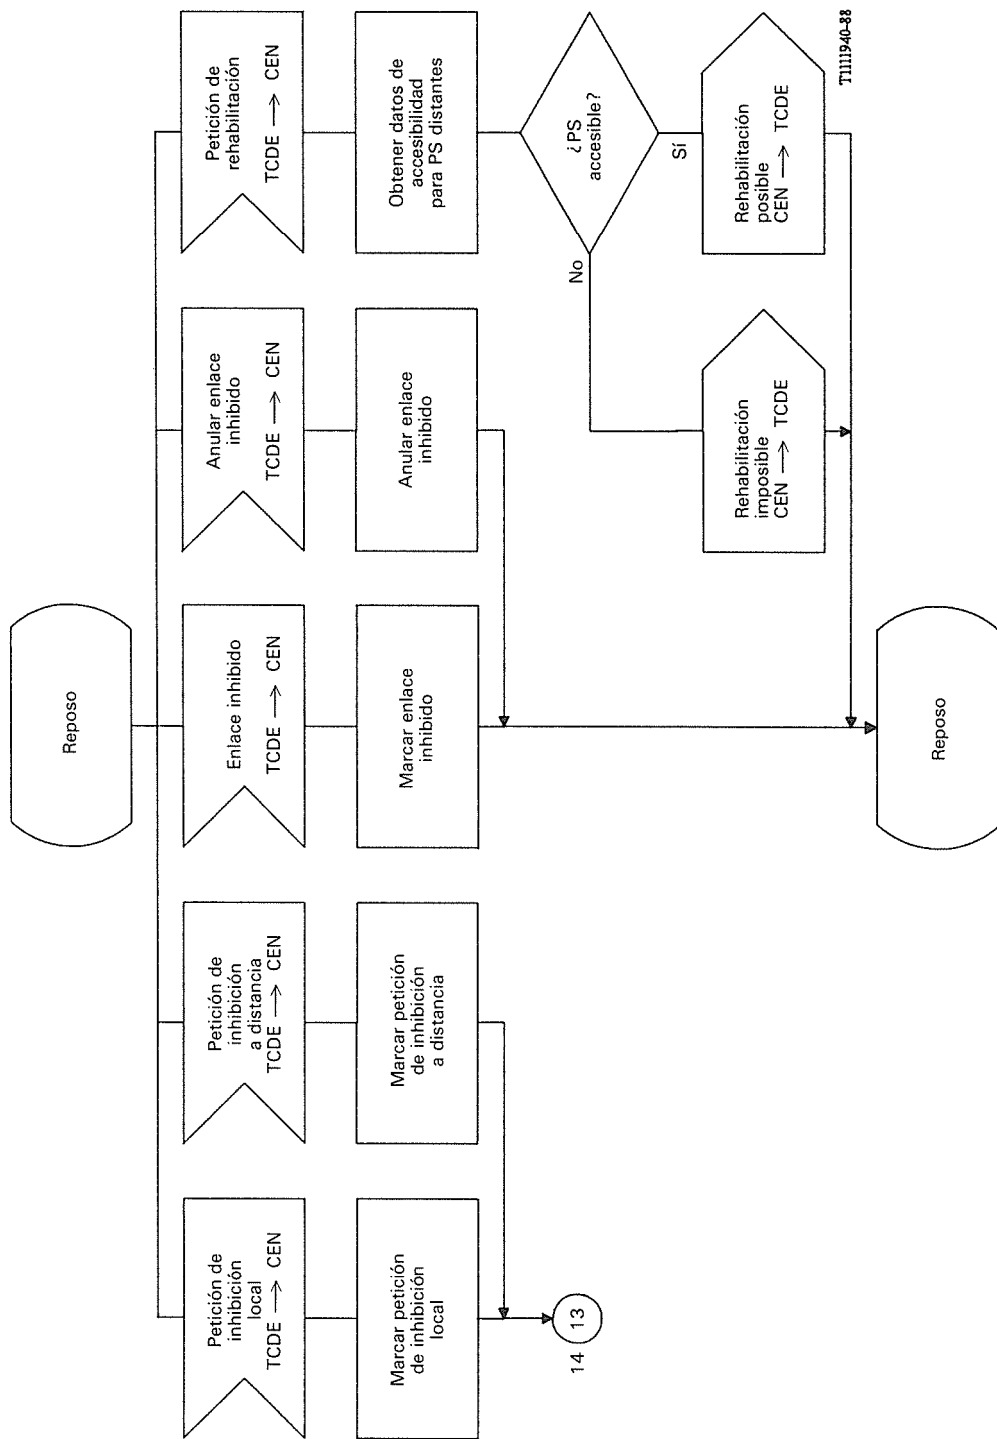 Reposo
Petición de
inhibición
local
TCDE → CEN
Petición de
inhibición
a distancia
TCDE → CEN
Enlace inhibido
TCDE → CEN
Anular enlace
inhibido
TCDE → CEN
Petición de
rehabilitación
TCDE → CEN
Marcar petición
de inhibición
local
Marcar petición
de inhibición
a distancia
Marcar enlace
inhibido
Anular enlace
inhibido
Obtener datos de
accesibilidad
para PS distantes
¿PS
accesible?
No
Sí
Rehabilitación
imposible
CEN → TCDE
Rehabilitación
posible
CEN → TCDE
14 13
Reposo
T1111940-88